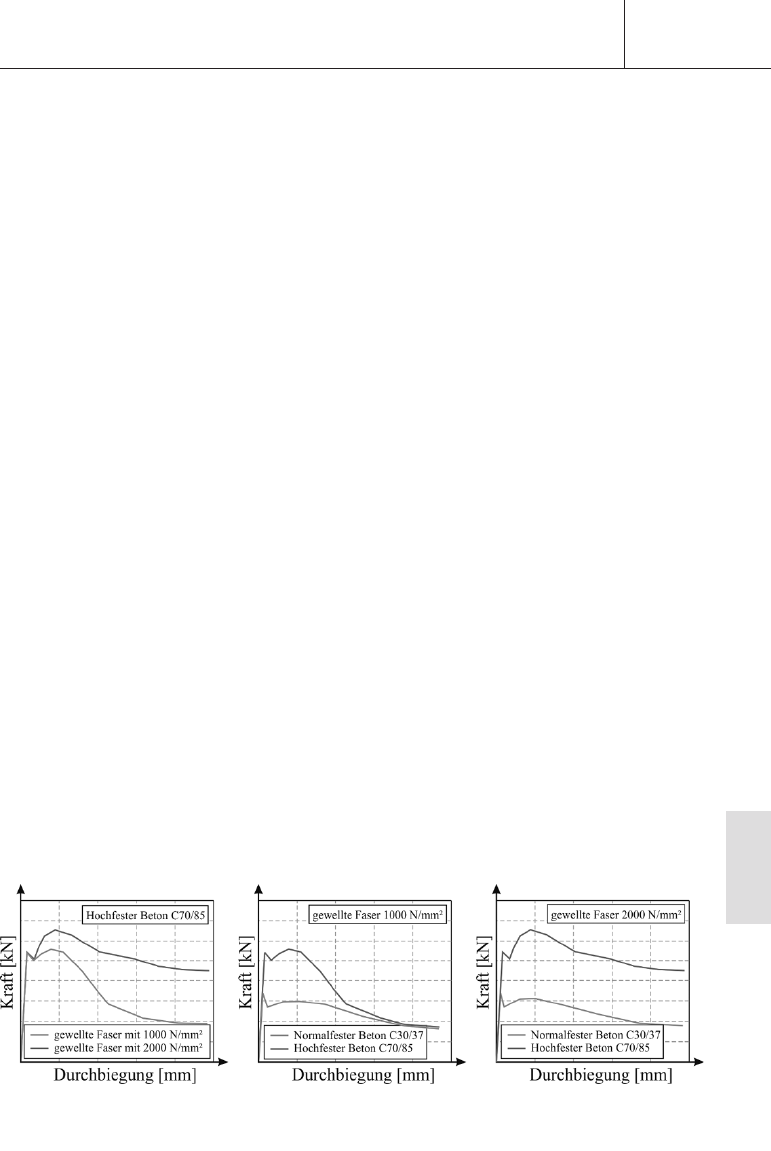 Kraft [kN]
Hochfester Beton C70/85
gewellte Faser mit 1000 N/mm²
gewellte Faser mit 2000 N/mm²
Durchbiegung [mm]
Kraft [kN]
gewellte Faser 1000 N/mm²
Normalfester Beton C30/37
Hochfester Beton C70/85
Durchbiegung [mm]
Kraft [kN]
gewellte Faser 2000 N/mm²
Normalfester Beton C30/37
Hochfester Beton C70/85
Durchbiegung [mm]